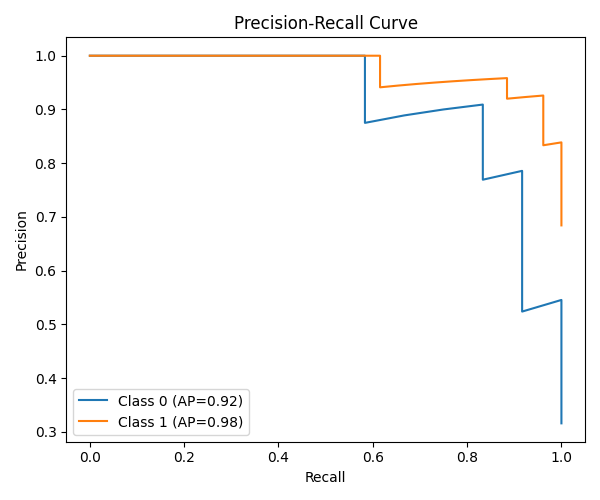 Precision-Recall Curve
Precision
1.0
0.9
0.8
0.7
0.6
0.5
0.4
0.3
Class 0 (AP=0.92)
Class 1 (AP=0.98)
0.0 0.2 0.4 0.6 0.8 1.0
Recall